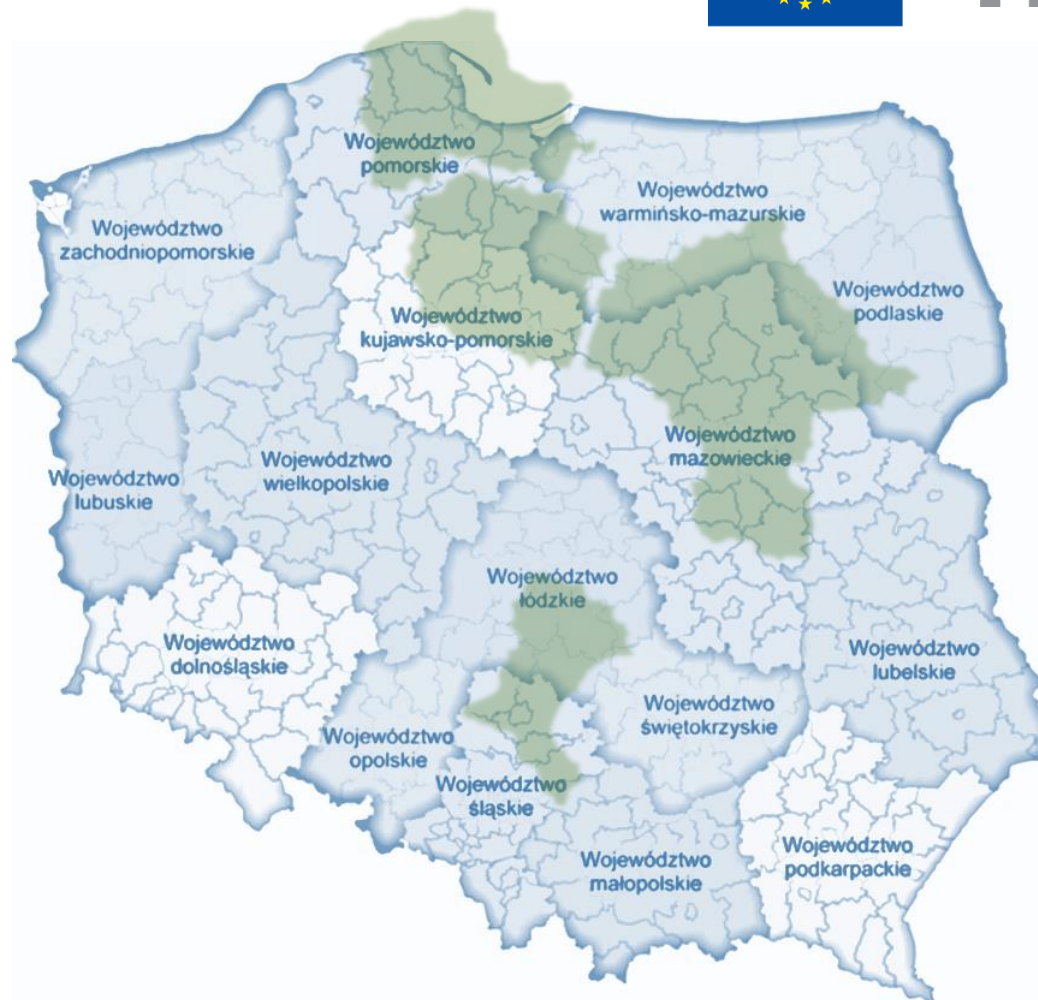 Województwo
pomorskie
Województwo
warmińsko-mazurskie
Województwo
zachodniopomorskie
Województwo
podlaskie
Województwo
kujawsko-pomorskie
Województwo
mazowieckie
Województwo
wielkopolskie
Województwo
lubuskie
Województwo
łódzkie
Województwo
dolnośląskie
Województwo
lubelskie
Województwo
świętokrzyskie
Województwo
opolskie
Województwo
śląskie
Województwo
małopolskie
Województwo
podkarpackie